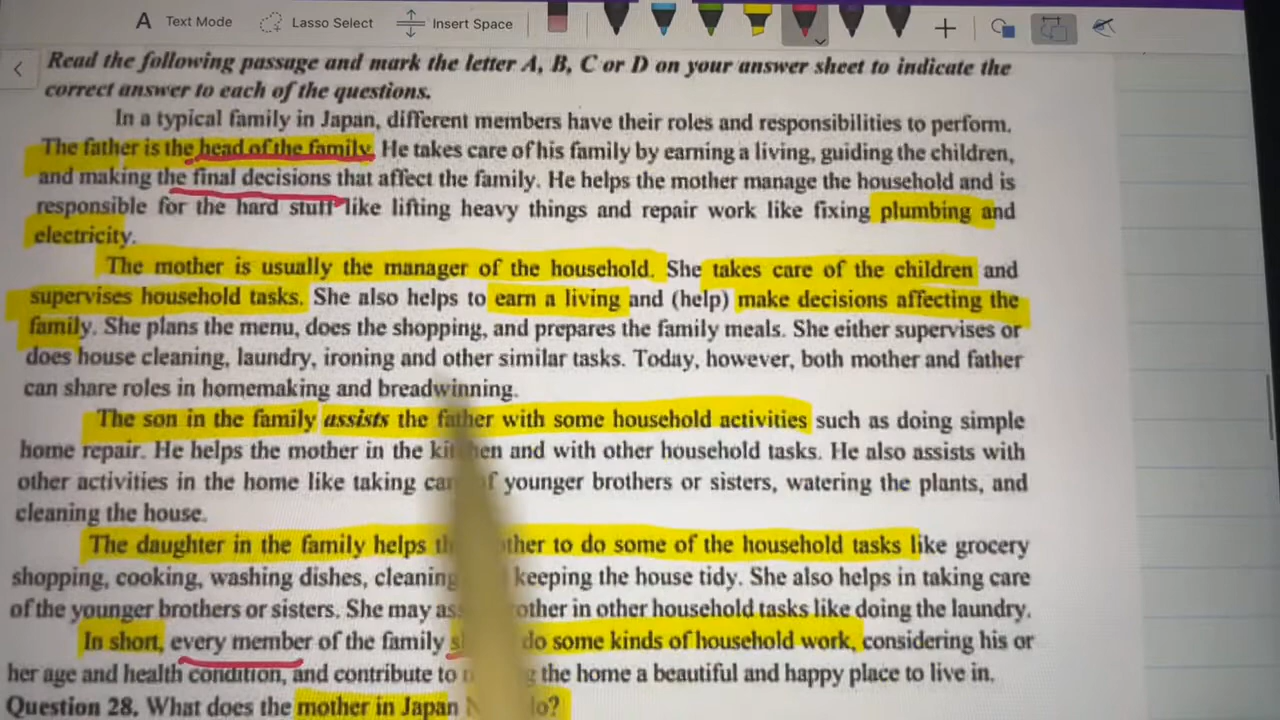 A Text Mode Lasso Select Insert Space
Read the following passage and mark the letter A, B, C or D on your answer sheet to indicate the
correct answer to each of the questions.
In a typical family in Japan, different members have their roles and responsibilities to perform.
The father is the head of the family. He takes care of his family by earning a living, guiding the children,
and making the final decisions that affect the family. He helps the mother manage the household and is
responsible for the hard stuff like lifting heavy things and repair work like fixing plumbing and
electricity.
The mother is usually the manager of the household. She takes care of the children and
supervises household tasks. She also helps to earn a living and (help) make decisions affecting the
family. She plans the menu, does the shopping, and prepares the family meals. She either supervises or
does house cleaning, laundry, ironing and other similar tasks. Today, however, both mother and father
can share roles in homemaking and breadwinning.
The son in the family assists the father with some household activities such as doing simple
home repair. He helps the mother in the kitchen and with other household tasks. He also assists with
other activities in the home like taking care of younger brothers or sisters, watering the plants, and
cleaning the house.
The daughter in the family helps to do some of the household tasks like grocery
shopping, cooking, washing dishes, cleaning keeping the house tidy. She also helps in taking care
of the younger brothers or sisters. She may in other household tasks like doing the laundry.
In short, every member of the family do some kinds of household work, considering his or
her age and health condition, and contribute to the home a beautiful and happy place to live in.
Question 28. What does the mother in Japan